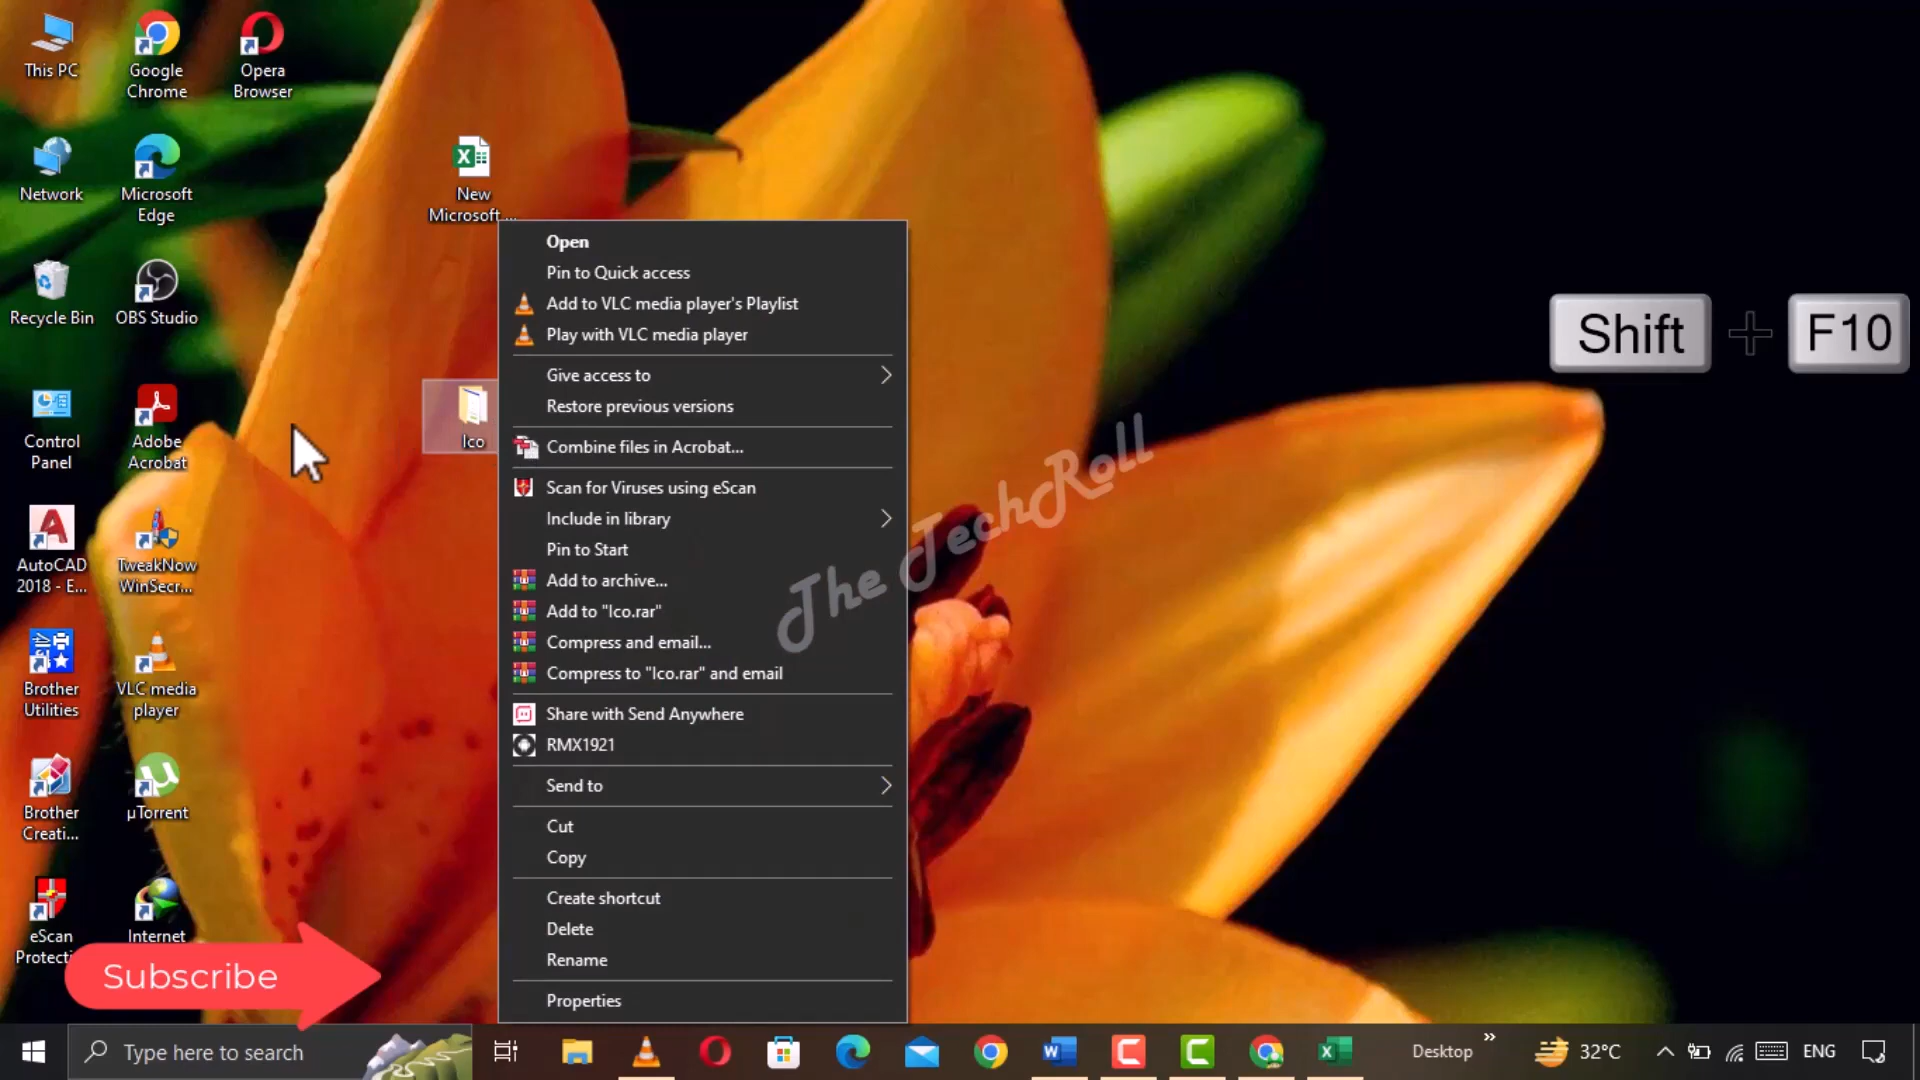 This PC
Google
Chrome
Opera
Browser
Network
Microsoft
Edge
New
Microsoft ...
Recycle Bin
OBS Studio
Control
Panel
Adobe
Acrobat
Ico
AutoCAD
2018 - E...
TweakNow
WinSecr...
Brother
Utilities
VLC media
player
Brother
Creati...
µTorrent
eScan
Protecti
Internet
Open
Pin to Quick access
Add to VLC media player's Playlist
Play with VLC media player
Give access to
Restore previous versions
Combine files in Acrobat...
Scan for Viruses using eScan
Include in library
Pin to Start
Add to archive...
Add to "Ico.rar"
Compress and email...
Compress to "Ico.rar" and email
Share with Send Anywhere
RMX1921
Send to
Cut
Copy
Create shortcut
Delete
Rename
Properties
Shift + F10
The TechRoll
Subscribe
Type here to search
Desktop
32°C
ENG